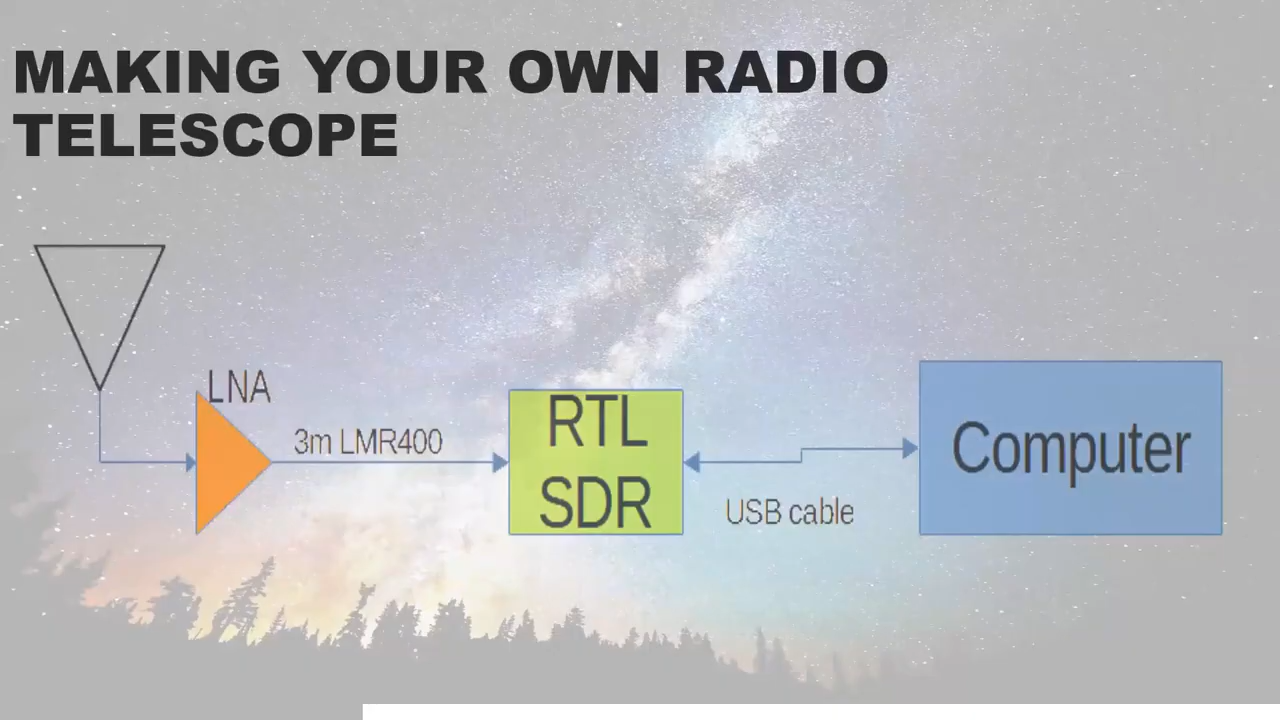 MAKING YOUR OWN RADIO
TELESCOPE
LNA
3m LMR400
RTL
SDR
USB cable
Computer